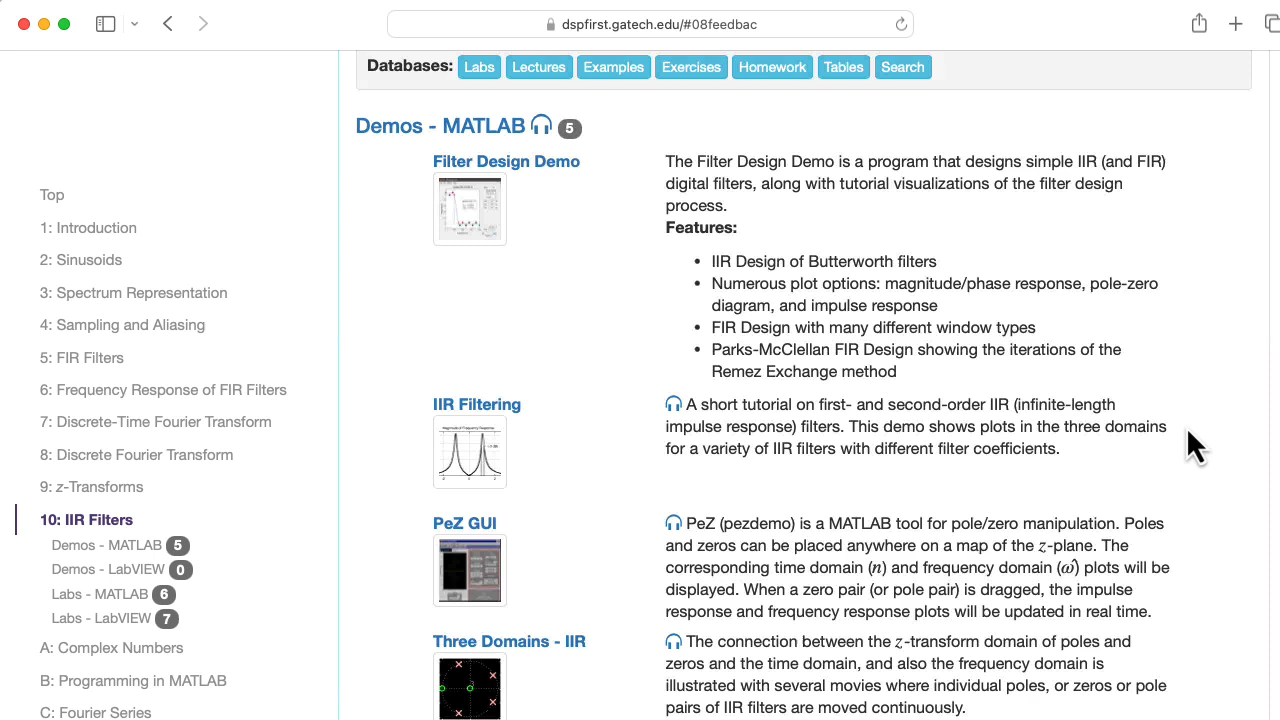 dspfirst.gatech.edu/#08feedbac
Databases: Labs Lectures Examples Exercises Homework Tables Search
Top
1: Introduction
2: Sinusoids
3: Spectrum Representation
4: Sampling and Aliasing
5: FIR Filters
6: Frequency Response of FIR Filters
7: Discrete-Time Fourier Transform
8: Discrete Fourier Transform
9: z-Transforms
10: IIR Filters
Demos - MATLAB 5
Demos - LabVIEW 0
Labs - MATLAB 6
Labs - LabVIEW 7
A: Complex Numbers
B: Programming in MATLAB
C: Fourier Series
Demos - MATLAB 5
Filter Design Demo
The Filter Design Demo is a program that designs simple IIR (and FIR)
digital filters, along with tutorial visualizations of the filter design
process.
Features:
• IIR Design of Butterworth filters
• Numerous plot options: magnitude/phase response, pole-zero
diagram, and impulse response
• FIR Design with many different window types
• Parks-McClellan FIR Design showing the iterations of the
Remez Exchange method
IIR Filtering
Magnitude of Frequency Response
A short tutorial on first- and second-order IIR (infinite-length
impulse response) filters. This demo shows plots in the three domains
for a variety of IIR filters with different filter coefficients.
PeZ GUI
PeZ (pezdemo) is a MATLAB tool for pole/zero manipulation. Poles
and zeros can be placed anywhere on a map of the z-plane. The
corresponding time domain (n) and frequency domain (ω̂) plots will be
displayed. When a zero pair (or pole pair) is dragged, the impulse
response and frequency response plots will be updated in real time.
Three Domains - IIR
The connection between the z-transform domain of poles and
zeros and the time domain, and also the frequency domain is
illustrated with several movies where individual poles, or zeros or pole
pairs of IIR filters are moved continuously.